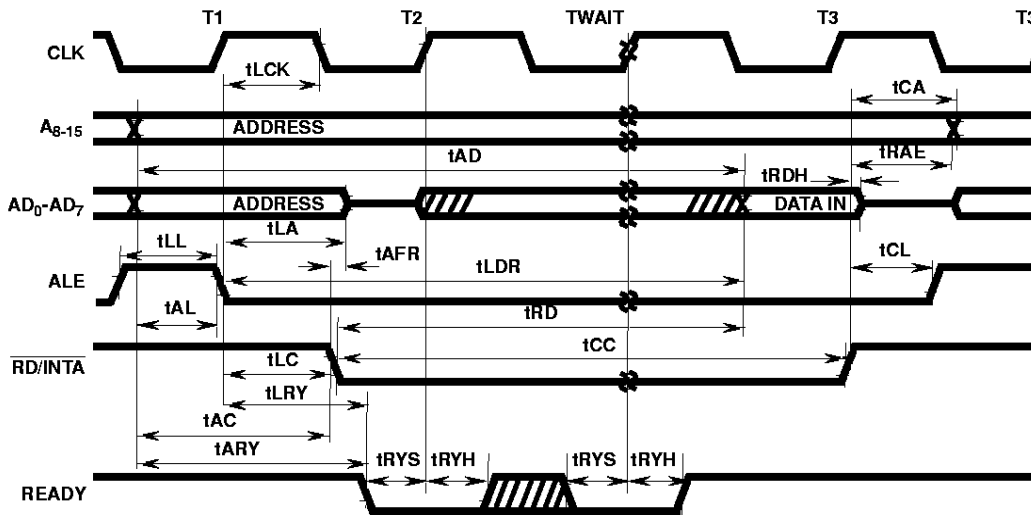 T1 T2 TWAIT T3 T3
CLK
tLCK
tCA
A8-15 ADDRESS
tAD
tRAE
tRDH
AD0-AD7 ADDRESS DATA IN
tLA
tLL
tAFR
tLDR
tCL
ALE
tAL
tRD
tCC
RD/INTA
tLC
tLRY
tAC
tARY
tRYS tRYH tRYS tRYH
READY